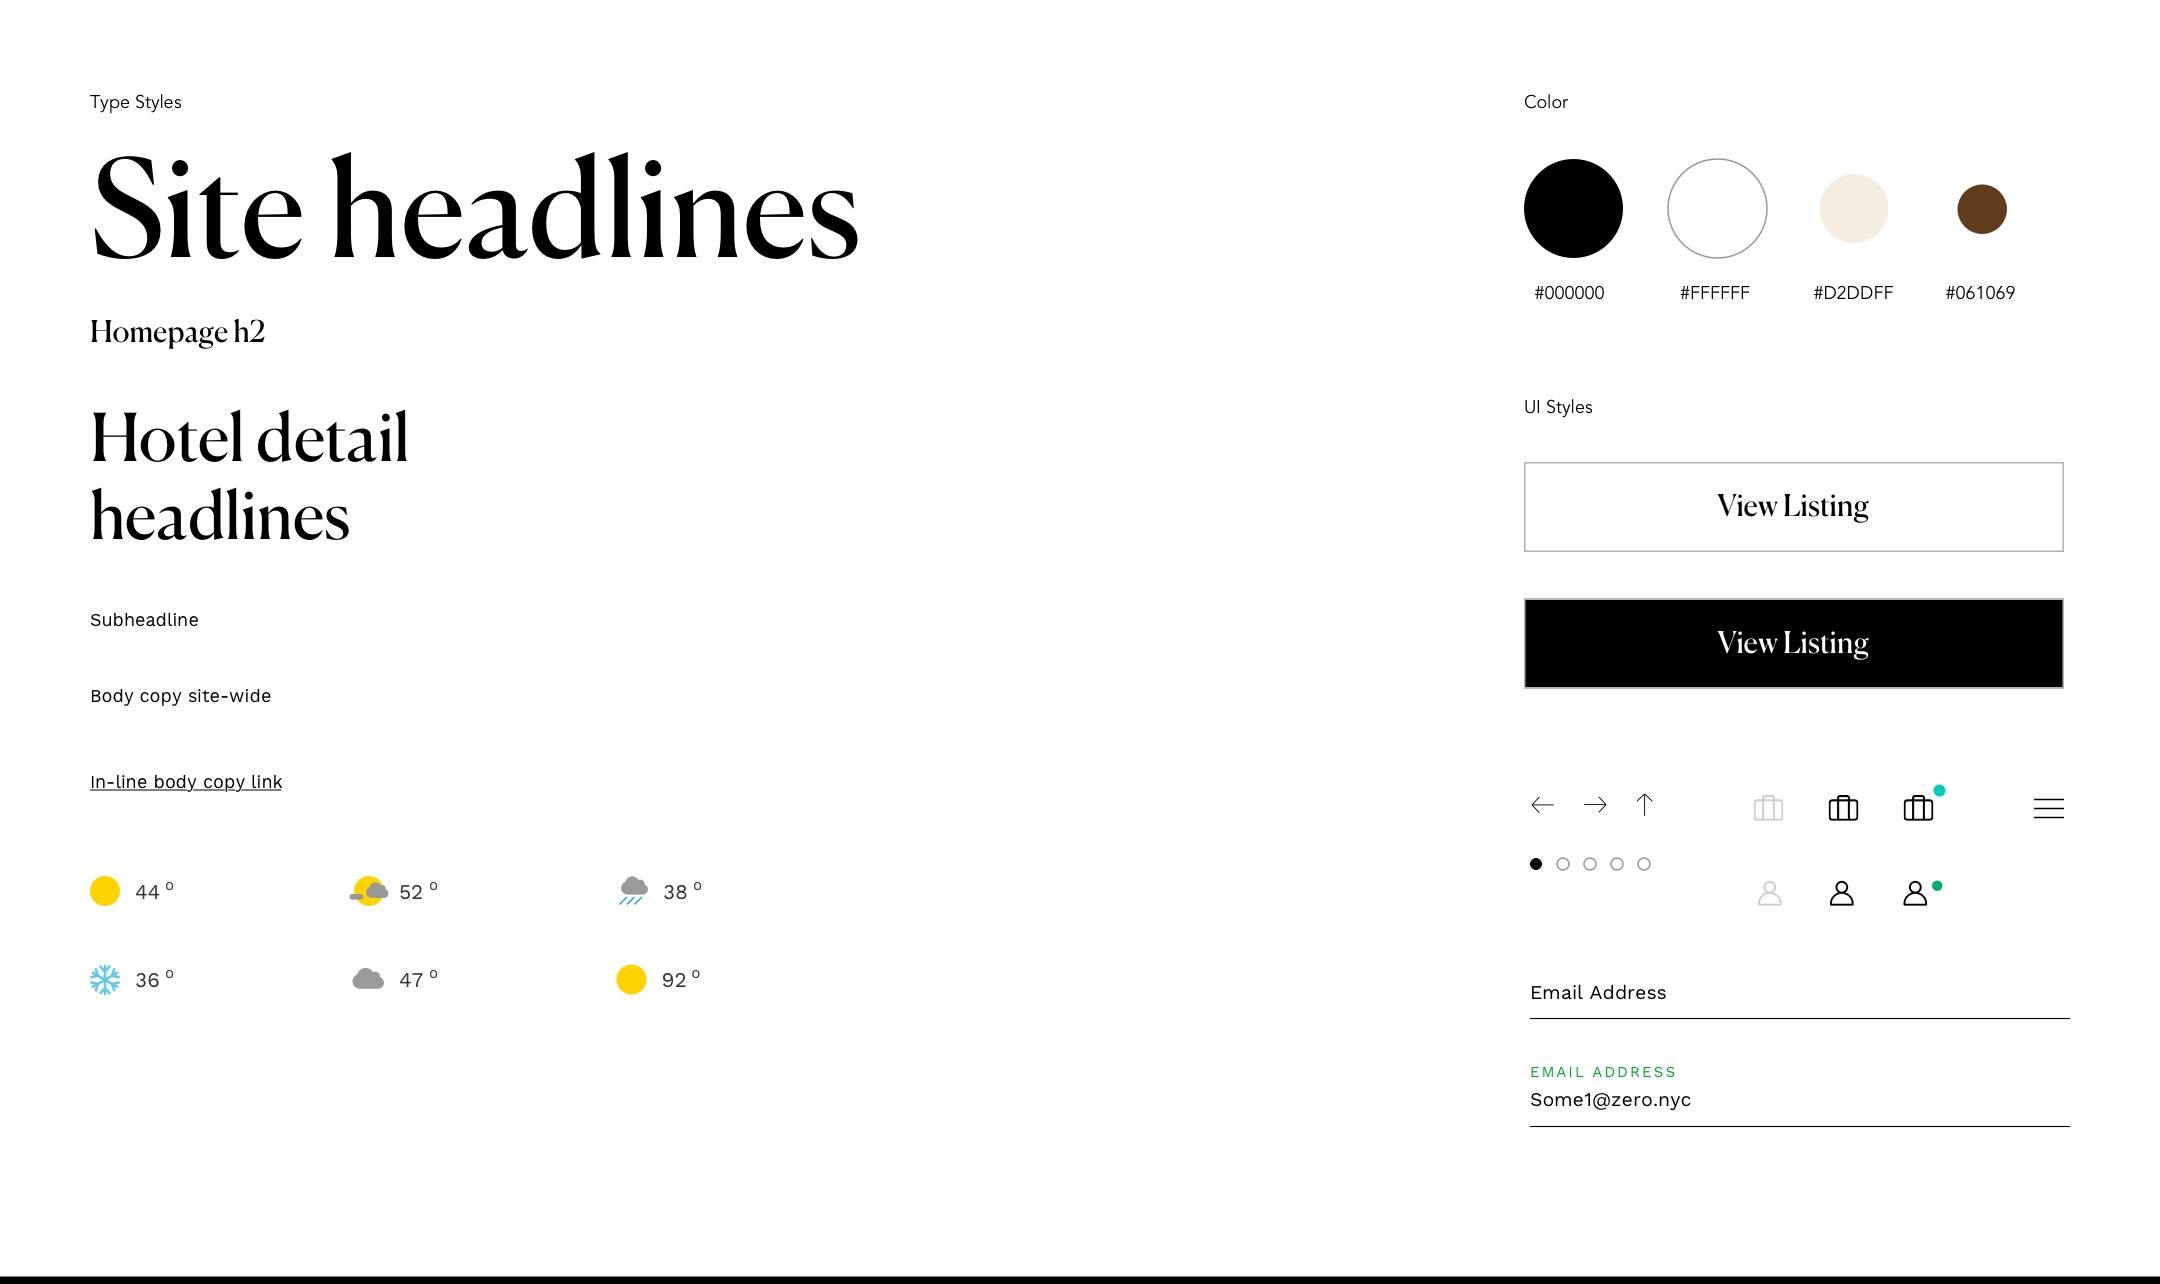 Type Styles
Site headlines
Homepage h2
Hotel detail
headlines
Subheadline
Body copy site-wide
In-line body copy link
44 º
52 º
38 º
36 º
47 º
92 º
Color
#000000
#FFFFFF
#D2DDFF
#061069
UI Styles
View Listing
View Listing
Email Address
EMAIL ADDRESS
Some1@zero.nyc